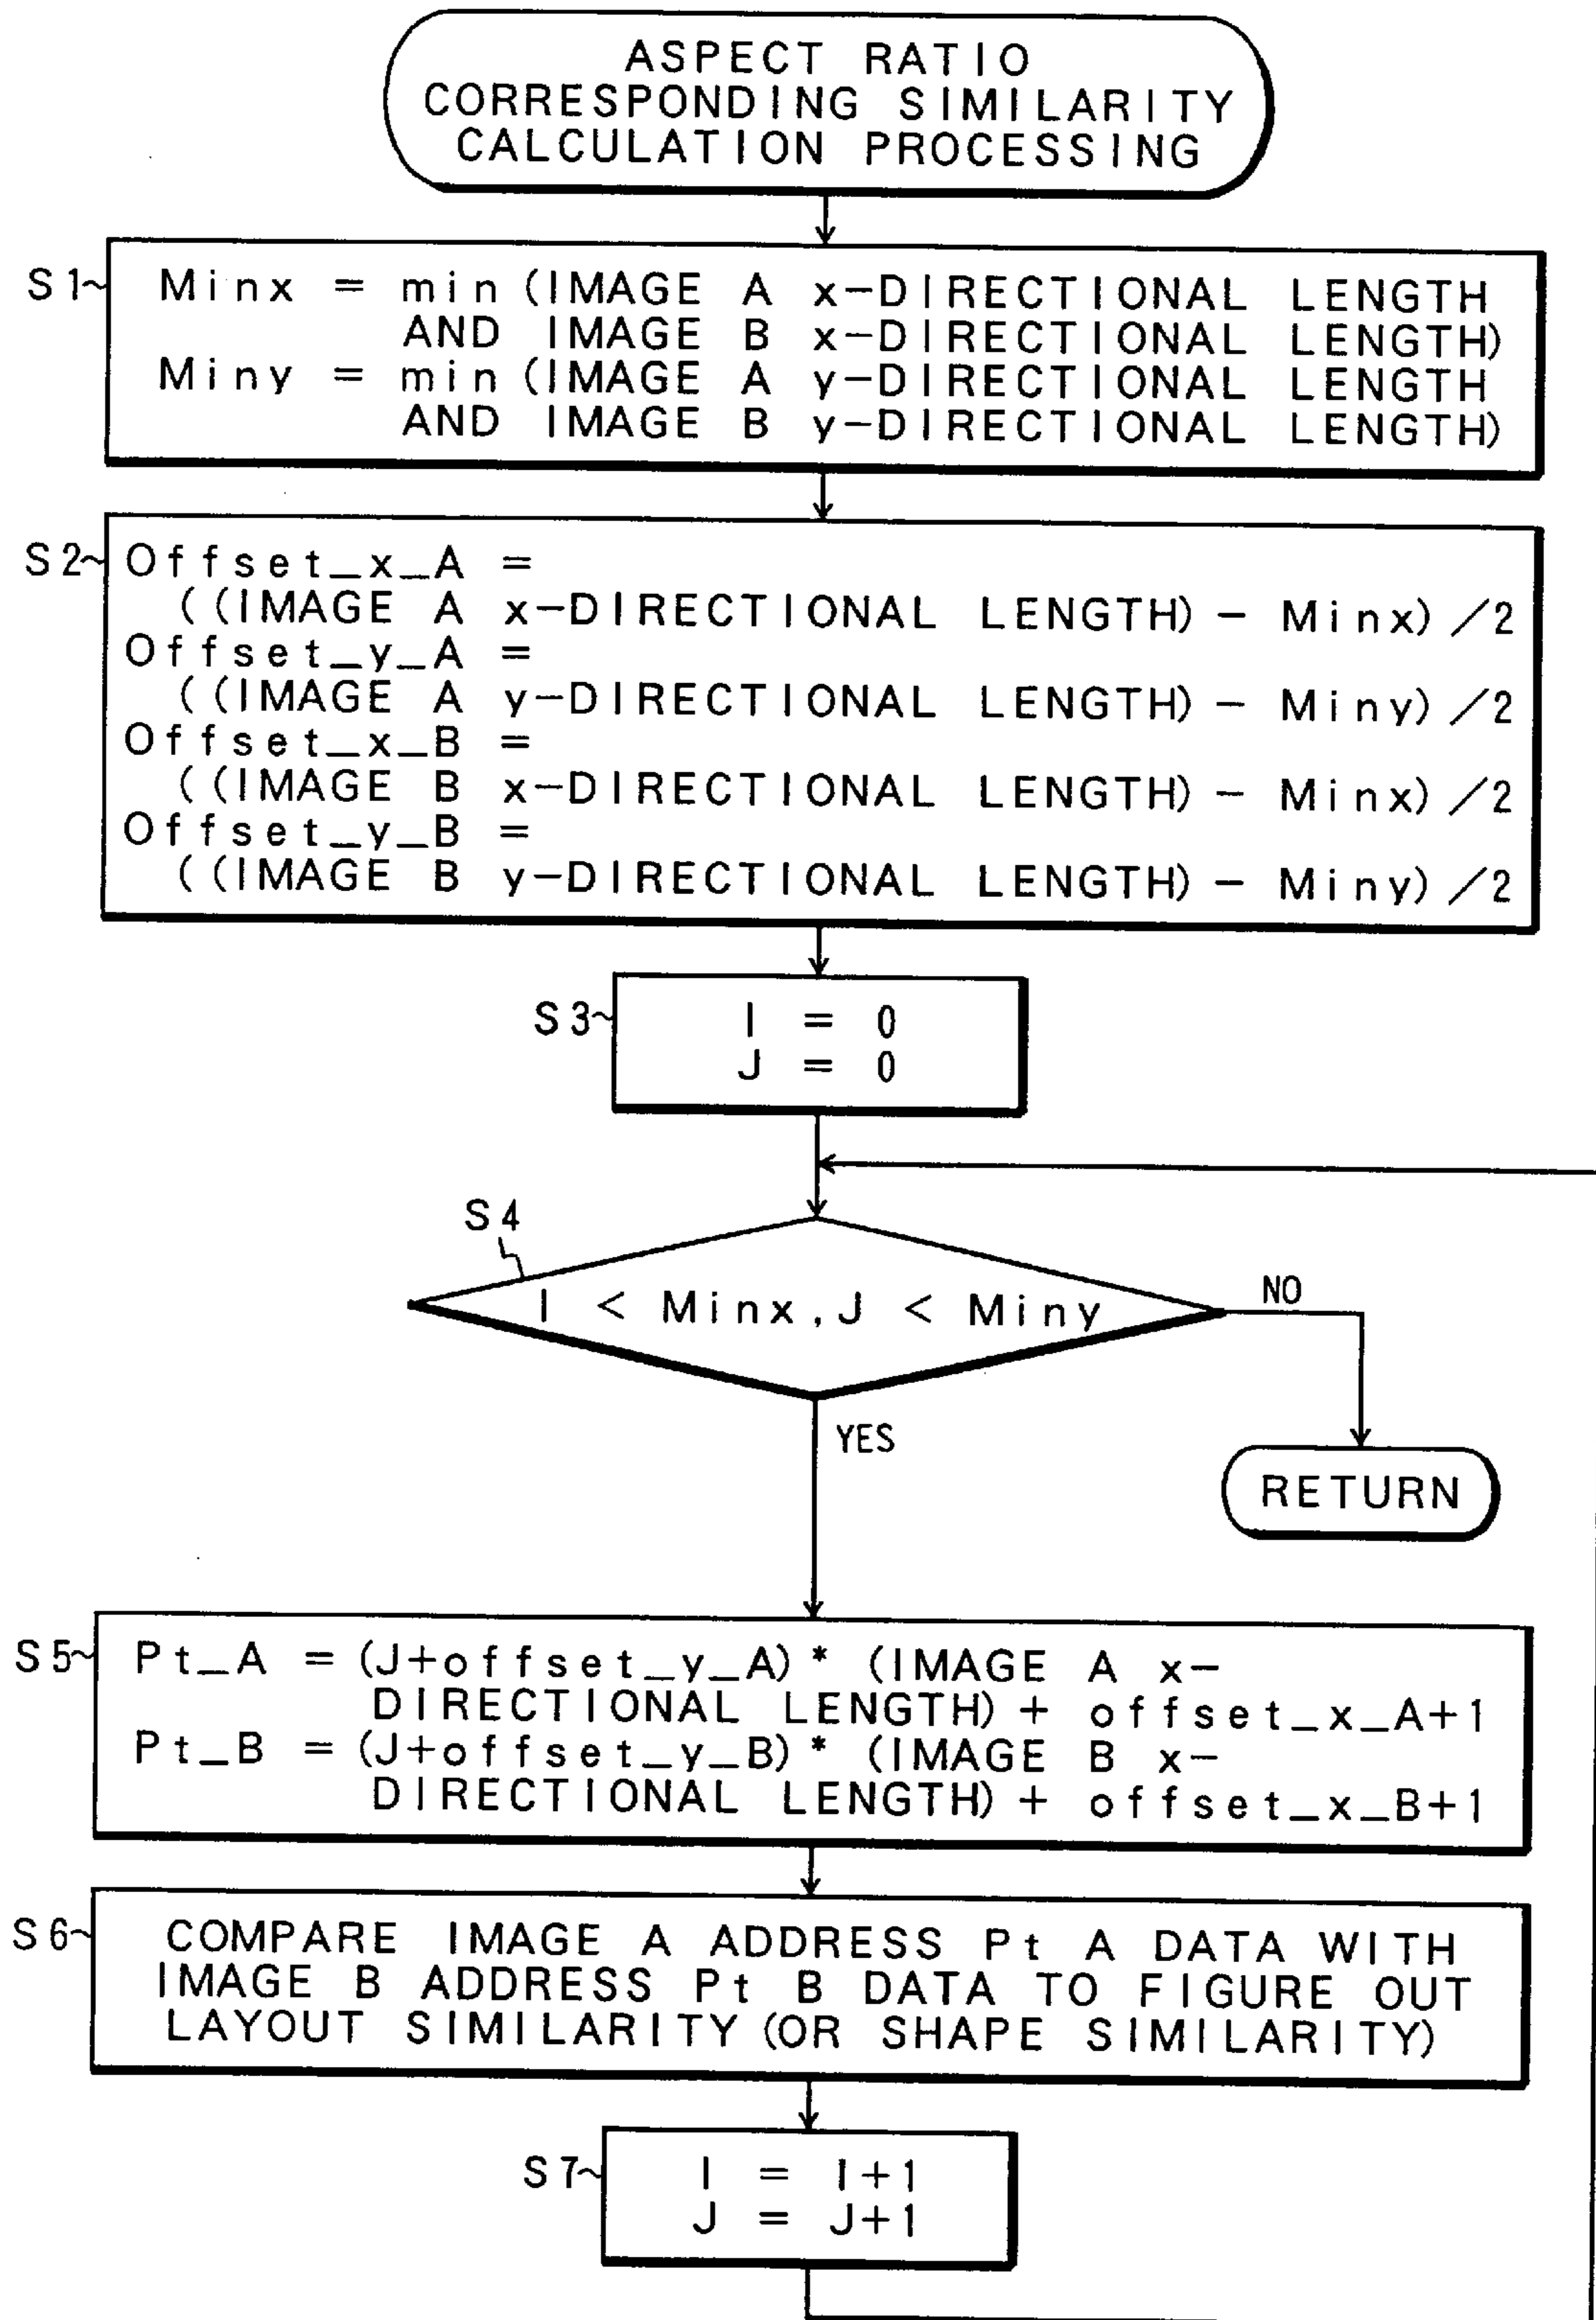 ASPECT RATIO
CORRESPONDING SIMILARITY
CALCULATION PROCESSING
S1
Minx = min (IMAGE A x-DIRECTIONAL LENGTH
AND IMAGE B x-DIRECTIONAL LENGTH)
Miny = min (IMAGE A y-DIRECTIONAL LENGTH
AND IMAGE B y-DIRECTIONAL LENGTH)
S2
Offset_x_A =
((IMAGE A x-DIRECTIONAL LENGTH) - Minx) /2
Offset_y_A =
((IMAGE A y-DIRECTIONAL LENGTH) - Miny) /2
Offset_x_B =
((IMAGE B x-DIRECTIONAL LENGTH) - Minx) /2
Offset_y_B =
((IMAGE B y-DIRECTIONAL LENGTH) - Miny) /2
S3
I = 0
J = 0
S4
I < Minx, J < Miny
NO
YES
RETURN
S5
Pt_A = (J+offset_y_A) * (IMAGE A x-
DIRECTIONAL LENGTH) + offset_x_A+1
Pt_B = (J+offset_y_B) * (IMAGE B x-
DIRECTIONAL LENGTH) + offset_x_B+1
S6
COMPARE IMAGE A ADDRESS Pt A DATA WITH
IMAGE B ADDRESS Pt B DATA TO FIGURE OUT
LAYOUT SIMILARITY (OR SHAPE SIMILARITY)
S7
I = I+1
J = J+1